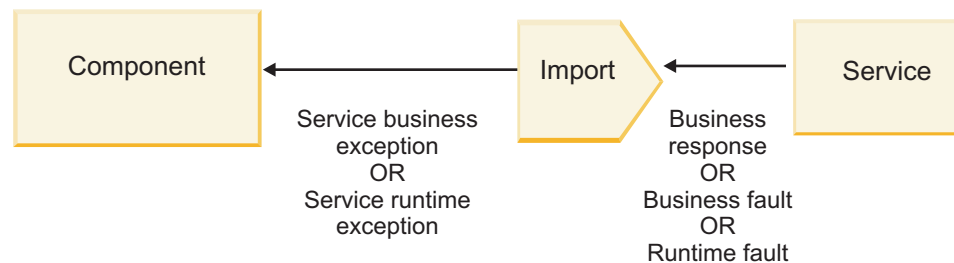 Component
Import
Service
Service business
exception
OR
Service runtime
exception
Business
response
OR
Business fault
OR
Runtime fault